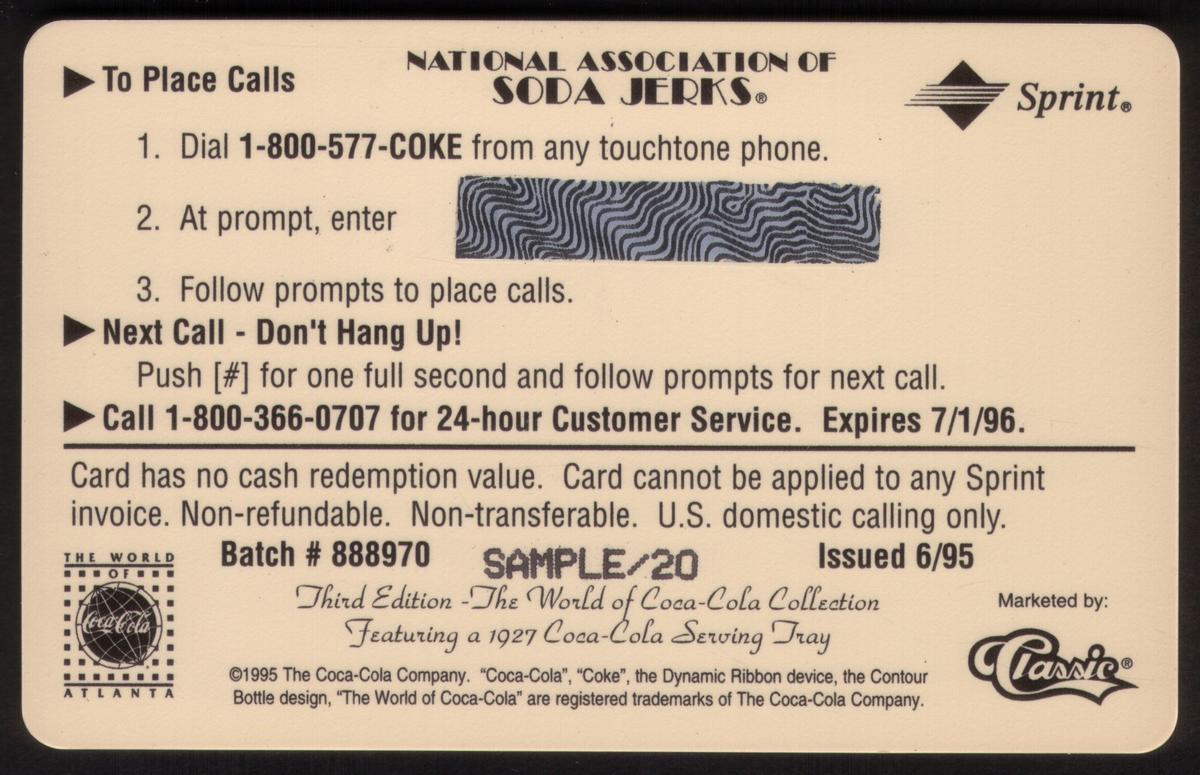 ▶ To Place Calls
NATIONAL ASSOCIATION OF
SODA JERKS®
Sprint®
1. Dial 1-800-577-COKE from any touchtone phone.
2. At prompt, enter
3. Follow prompts to place calls.
▶ Next Call - Don't Hang Up!
Push [#] for one full second and follow prompts for next call.
▶ Call 1-800-366-0707 for 24-hour Customer Service. Expires 7/1/96.
Card has no cash redemption value. Card cannot be applied to any Sprint
invoice. Non-refundable. Non-transferable. U.S. domestic calling only.
Batch # 888970
SAMPLE/20
Issued 6/95
THE WORLD
OF
Coca-Cola
ATLANTA
Third Edition -The World of Coca-Cola Collection
Featuring a 1927 Coca-Cola Serving Tray
Marketed by:
Classic®
©1995 The Coca-Cola Company. “Coca-Cola”, “Coke”, the Dynamic Ribbon device, the Contour
Bottle design, “The World of Coca-Cola” are registered trademarks of The Coca-Cola Company.